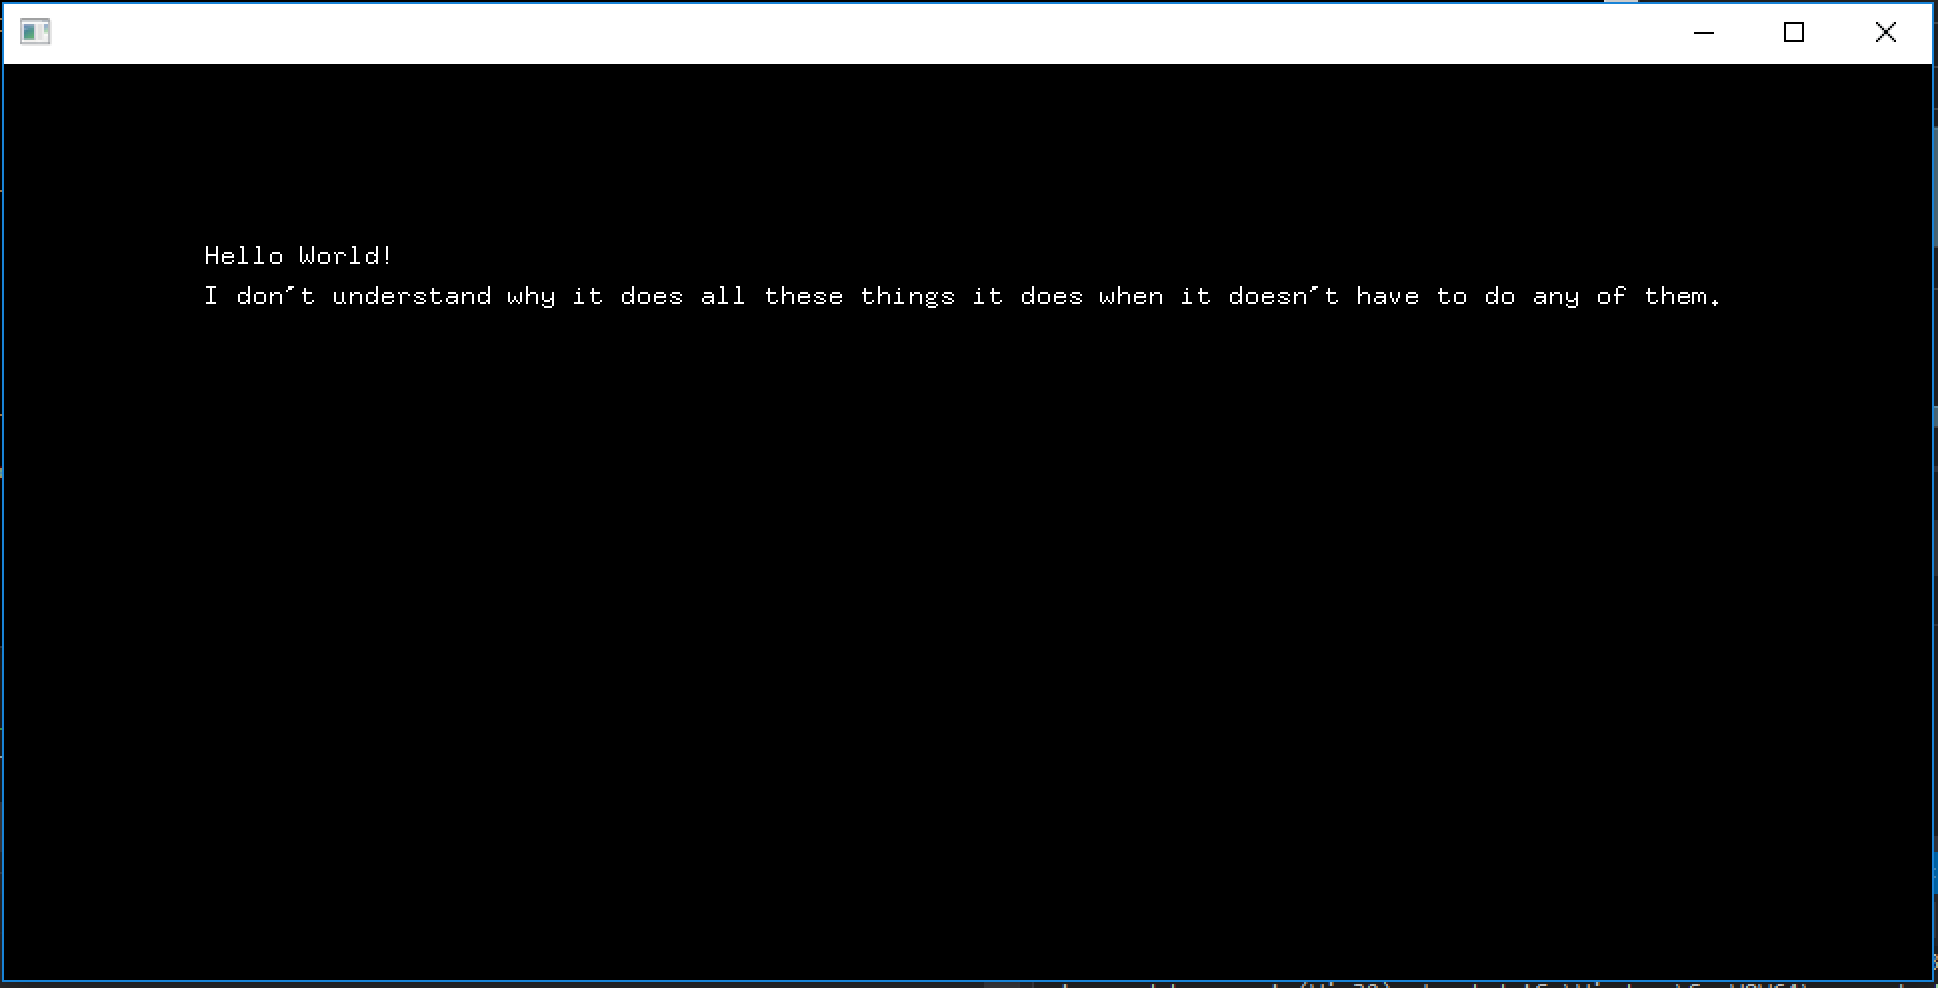 Hello World!
I don't understand why it does all these things it does when it doesn't have to do any of them.